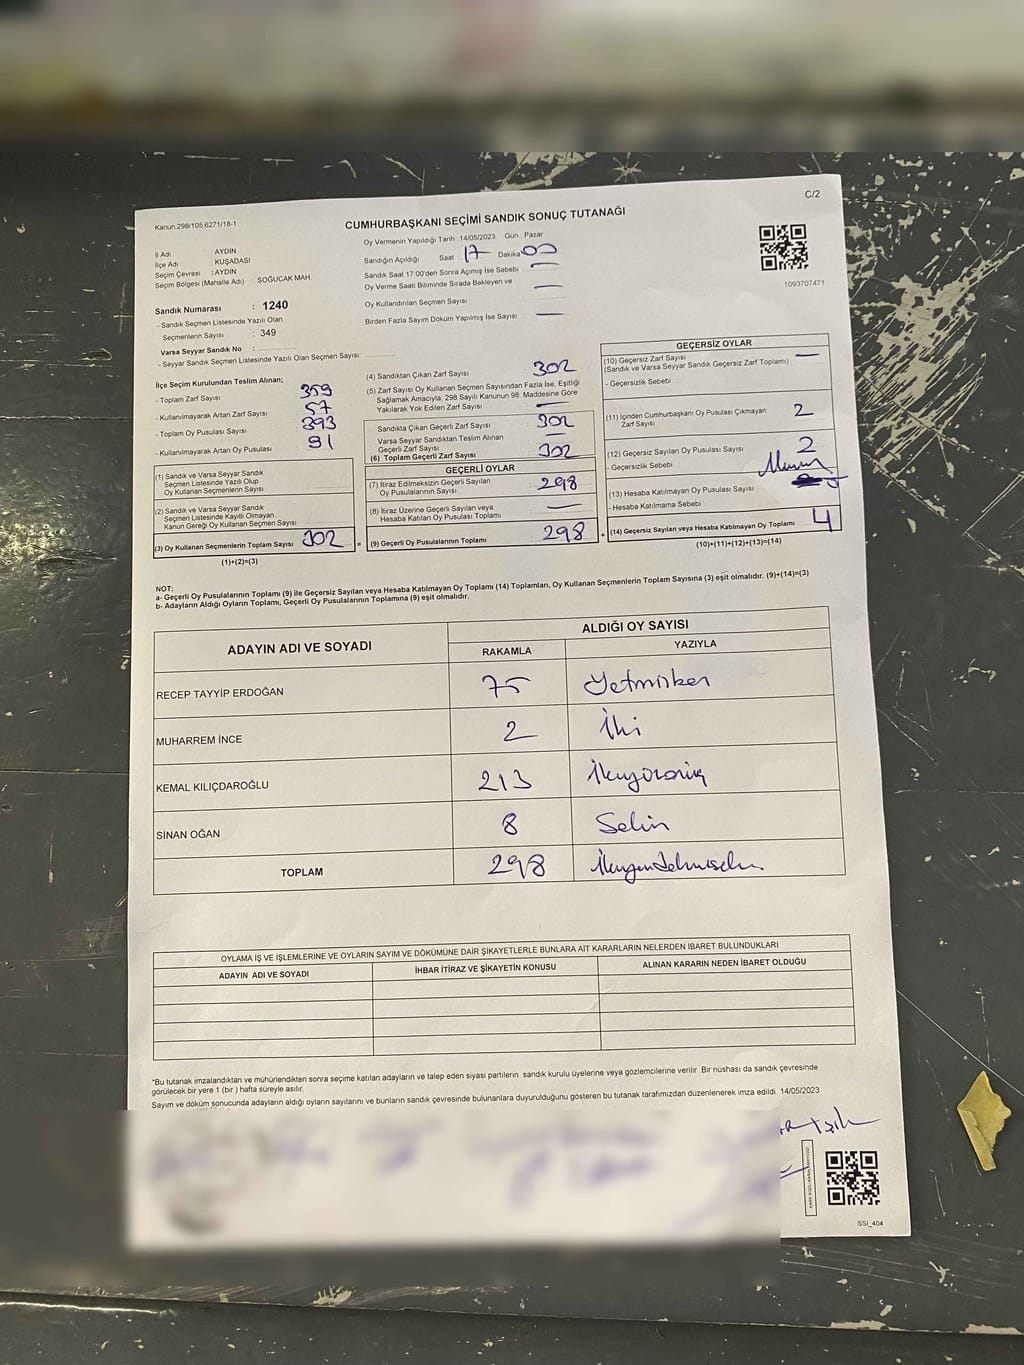 C/2
Kanun:298/105 6271/18-1
CUMHURBAŞKANI SEÇİMİ SANDIK SONUÇ TUTANAĞI
İl Adı AYDIN
İlçe Adı KUŞADASI
Seçim Çevresi : AYDIN
Seçim Bölgesi (Mahalle Adı) : SOĞUCAK MAH.
Oy Vermenin Yapıldığı Tarih :14/05/2023 Gün : Pazar
Sandığın Açıldığı Saat : 17 Dakika: 00
Sandık Saat 17:00'den Sonra Açımış İse Sebebi :
Oy Verme Saati Bitiminde Sırada Bekleyen ve
Oy Kullandırılan Seçmen Sayısı
Birden Fazla Sayım Döküm Yapılmış İse Sayısı :
1093707471
Sandık Numarası : 1240
- Sandık Seçmen Listesinde Yazılı Olan
Seçmenlerin Sayısı : 349
Varsa Seyyar Sandık No :
- Seyyar Sandık Seçmen Listesinde Yazılı Olan Seçmen Sayısı:
İlçe Seçim Kurulundan Teslim Alınan;
- Toplam Zarf Sayısı 359
- Kullanılmayarak Artan Zarf Sayısı 57
- Toplam Oy Pusulası Sayısı 393
- Kullanılmayarak Artan Oy Pusulası 91
(1) Sandık ve Varsa Seyyar Sandık
Seçmen Listesinde Yazılı Olup
Oy Kullanan Seçmenlerin Sayısı
(2) Sandık ve Varsa Seyyar Sandık
Seçmen Listesinde Kayıtlı Olmayan
Kanun Gereği Oy Kullanan Seçmen Sayısı
(3) Oy Kullanan Seçmenlerin Toplam Sayısı 302
(1)+(2)=(3)
(4) Sandıktan Çıkan Zarf Sayısı 302
(5) Zarf Sayısı Oy Kullanan Seçmen Sayısından Fazla İse, Eşitliği
Sağlamak Amacıyla; 298 Sayılı Kanunun 98. Maddesine Göre
Yakılarak Yok Edilen Zarf Sayısı
Sandıkta Çıkan Geçerli Zarf Sayısı 302
Varsa Seyyar Sandıktan Teslim Alınan
Geçerli Zarf Sayısı
(6) Toplam Geçerli Zarf Sayısı 302
GEÇERLİ OYLAR
(7) İtiraz Edilmeksizin Geçerli Sayılan
Oy Pusulalarının Sayısı 298
(8) İtiraz Üzerine Geçerli Sayılan veya
Hesaba Katılan Oy Pusulası Toplamı
= (9) Geçerli Oy Pusulalarının Toplamı 298
GEÇERSİZ OYLAR
(10) Geçersiz Zarf Sayısı
(Sandık ve Varsa Seyyar Sandık Geçersiz Zarf Toplamı)
- Geçersizlik Sebebi :
(11) İçinden Cumhurbaşkanı Oy Pusulası Çıkmayan
Zarf Sayısı 2
(12) Geçersiz Sayılan Oy Pusulası Sayısı 2
- Geçersizlik Sebebi
(13) Hesaba Katılmayan Oy Pusulası Sayısı
- Hesaba Katılmama Sebebi :
+ (14) Geçersiz Sayılan veya Hesaba Katılmayan Oy Toplamı 4
(10)+(11)+(12)+(13)=(14)
NOT:
a- Geçerli Oy Pusulalarının Toplamı (9) ile Geçersiz Sayılan veya Hesaba Katılmayan Oy Toplamı (14) Toplamları, Oy Kullanan Seçmenlerin Toplam Sayısına (3) eşit olmalıdır. (9)+(14)=(3)
b- Adayların Aldığı Oyların Toplamı, Geçerli Oy Pusulalarının Toplamına (9) eşit olmalıdır.
ADAYIN ADI VE SOYADI ALDIĞI OY SAYISI
RAKAMLA YAZIYLA
RECEP TAYYİP ERDOĞAN 75 Yetmişbeş
MUHARREM İNCE 2 İki
KEMAL KILIÇDAROĞLU 213 İkiyüzonüç
SİNAN OĞAN 8 Sekiz
TOPLAM 298 İkiyüzdoksansekiz
OYLAMA İŞ VE İŞLEMLERİNE VE OYLARIN SAYIM VE DÖKÜMÜNE DAİR ŞİKAYETLERLE BUNLARA AİT KARARLARIN NELERDEN İBARET BULUNDUKLARI
ADAYIN ADI VE SOYADI İHBAR İTİRAZ VE ŞİKAYETİN KONUSU ALINAN KARARIN NEDEN İBARET OLDUĞU
*Bu tutanak imzalandıktan ve mühürlendikten sonra seçime katılan adayların ve talep eden siyasi partilerin sandık kurulu üyelerine veya gözlemcilerine verilir. Bir nüshası da sandık çevresinde
görülecek bir yere 1 (bir ) hafta süreyle asılır.
Sayım ve döküm sonucunda adayların aldığı oyların sayılarını ve bunların sandık çevresinde bulunanlara duyurulduğunu gösteren bu tutanak tarafımızdan düzenlenerek imza edildi. 14/05/2023
SSI_404